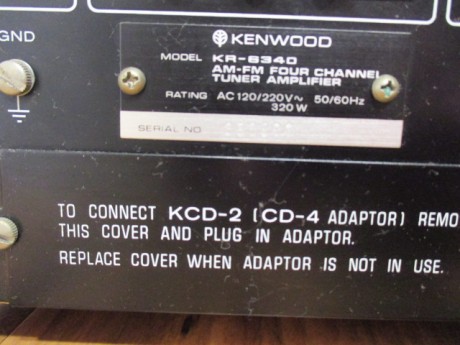 GND
KENWOOD
MODEL KR-6340
AM-FM FOUR CHANNEL
TUNER AMPLIFIER
RATING AC 120/220V~ 50/60Hz
320W
SERIAL NO
TO CONNECT KCD-2 (CD-4 ADAPTOR) REMO
THIS COVER AND PLUG IN ADAPTOR.
REPLACE COVER WHEN ADAPTOR IS NOT IN USE.